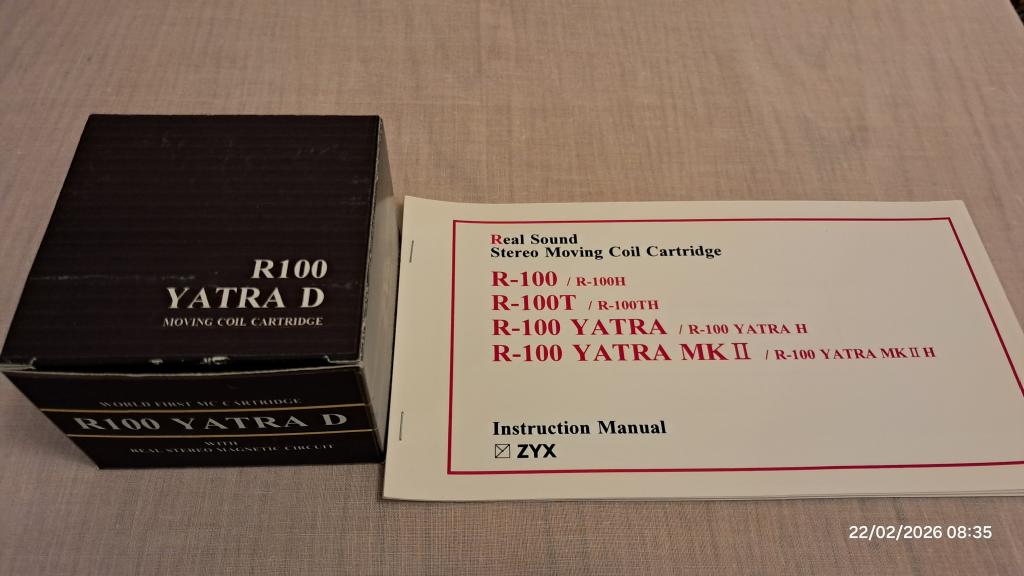 R100
YATRA D
MOVING COIL CARTRIDGE
WORLD FIRST MC CARTRIDGE
R100 YATRA D
WITH
REAL STEREO MAGNETIC CIRCUIT
Real Sound
Stereo Moving Coil Cartridge
R-100 / R-100H
R-100T / R-100TH
R-100 YATRA / R-100 YATRA H
R-100 YATRA MKⅡ / R-100 YATRA MKⅡH
Instruction Manual
ZYX
22/02/2026 08:35